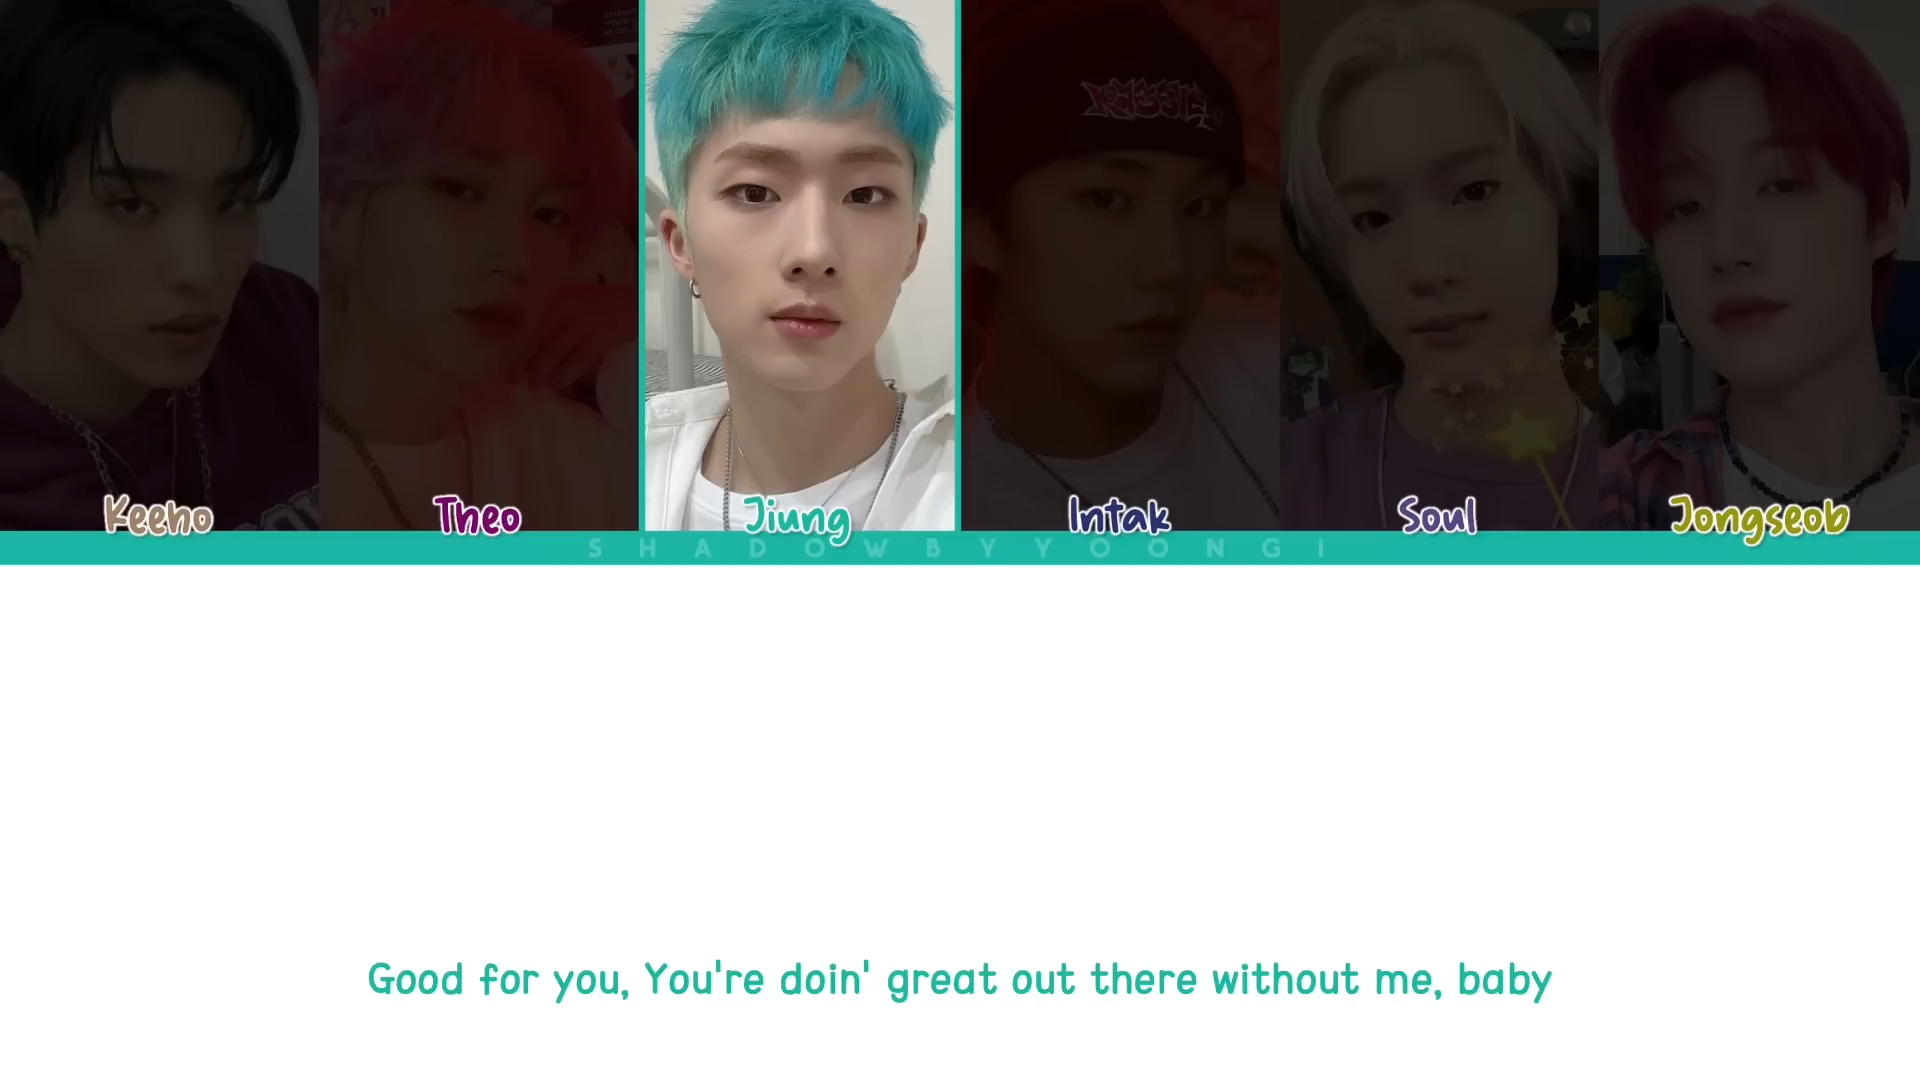 Keeho Theo Jiung Intak Soul Jongseob
SHADOWBYYOONGI
Good for you, You're doin' great out there without me, baby